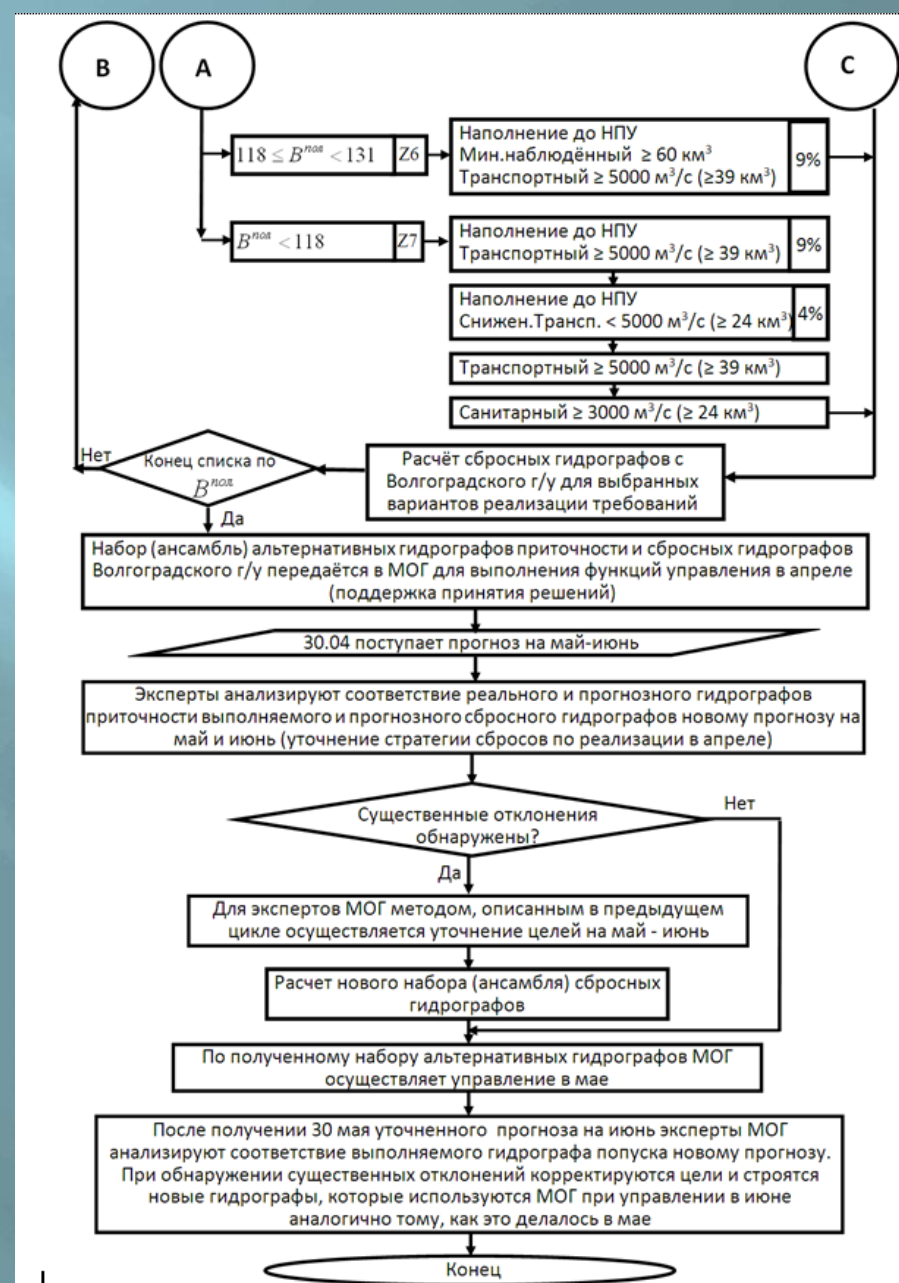 B
A
C
118 ≤ B^пол < 131
Z6
Наполнение до НПУ
Мин.наблюдённый ≥ 60 км³
Транспортный ≥ 5000 м³/с (≥39 км³)
9%
B^пол < 118
Z7
Наполнение до НПУ
Транспортный ≥ 5000 м³/с (≥ 39 км³)
9%
Наполнение до НПУ
Снижен.Трансп. < 5000 м³/с (≥ 24 км³)
4%
Транспортный ≥ 5000 м³/с (≥ 39 км³)
Санитарный ≥ 3000 м³/с (≥ 24 км³)
Нет
Конец списка по
B^пол
Да
Расчёт сбросных гидрографов с
Волгоградского г/у для выбранных
вариантов реализации требований
Набор (ансамбль) альтернативных гидрографов приточности и сбросных гидрографов
Волгоградского г/у передаётся в МОГ для выполнения функций управления в апреле
(поддержка принятия решений)
30.04 поступает прогноз на май-июнь
Эксперты анализируют соответствие реального и прогнозного гидрографов
приточности выполняемого и прогнозного сбросного гидрографов новому прогнозу на
май и июнь (уточнение стратегии сбросов по реализации в апреле)
Существенные отклонения
обнаружены?
Нет
Да
Для экспертов МОГ методом, описанным в предыдущем
цикле осуществляется уточнение целей на май - июнь
Расчет нового набора (ансамбля) сбросных
гидрографов
По полученному набору альтернативных гидрографов МОГ
осуществляет управление в мае
После получении 30 мая уточненного прогноза на июнь эксперты МОГ
анализируют соответствие выполняемого гидрографа попуска новому прогнозу.
При обнаружении существенных отклонений корректируются цели и строятся
новые гидрографы, которые используются МОГ при управлении в июне
аналогично тому, как это делалось в мае
Конец